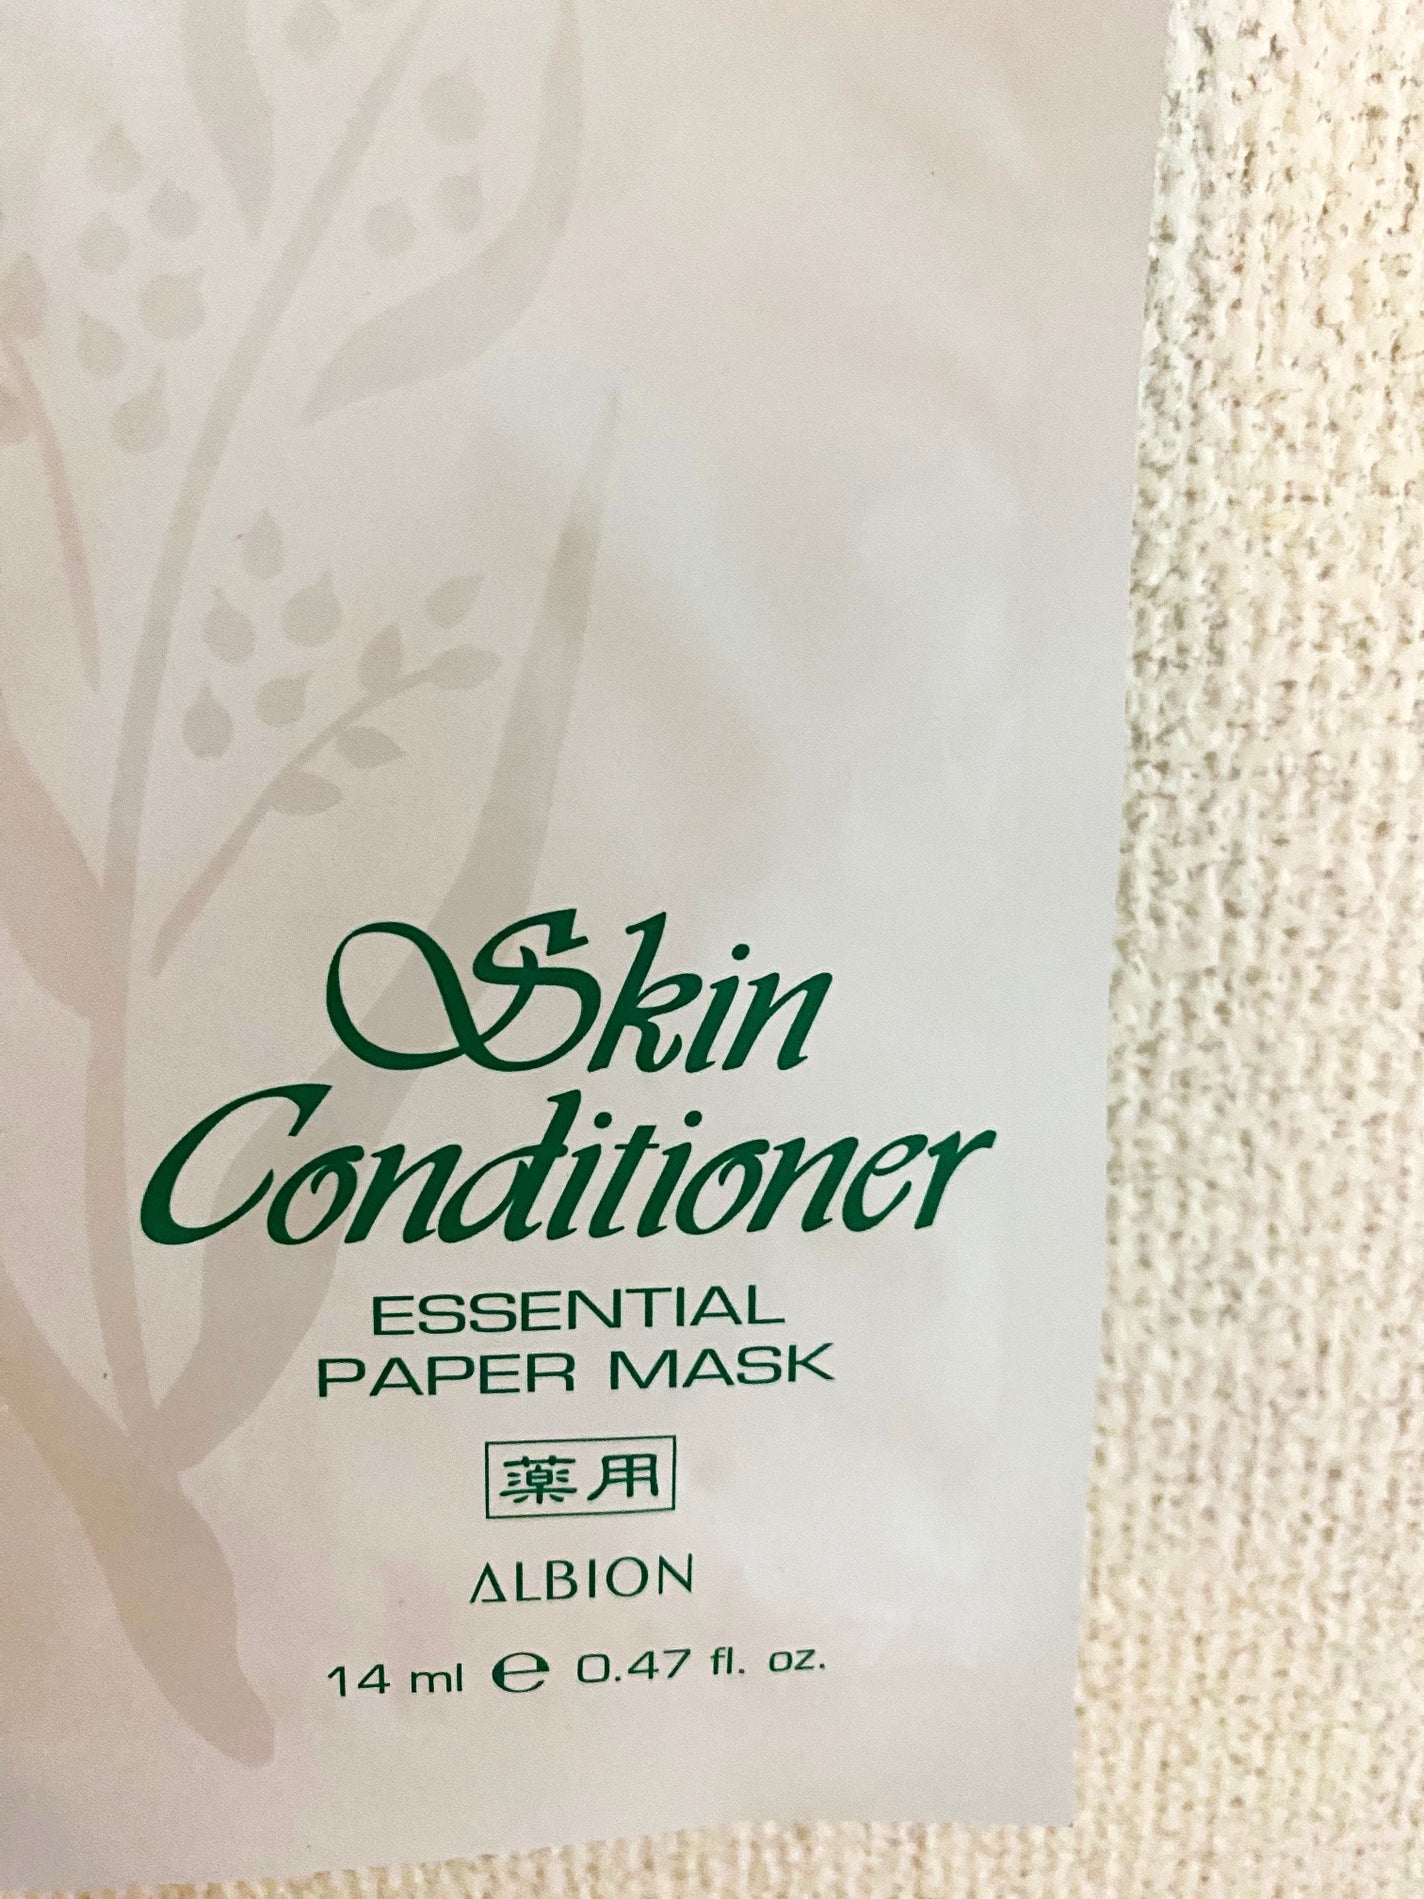 Skin
Conditioner
ESSENTIAL
PAPER MASK
薬用
ALBION
14 ml ℮ 0.47 fl. oz.